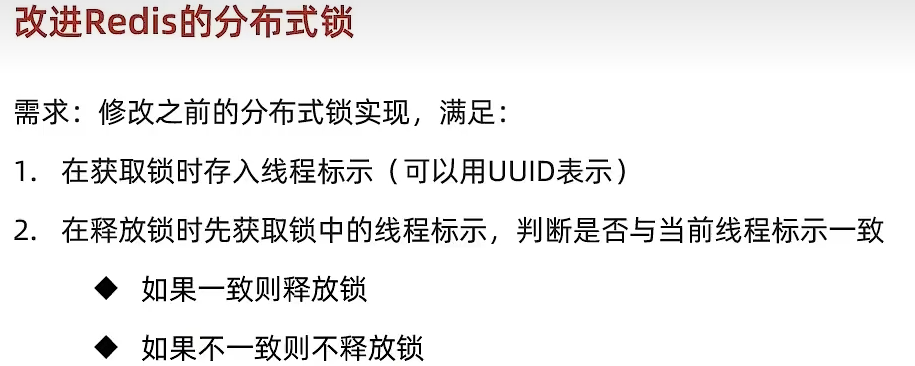 改进Redis的分布式锁
需求：修改之前的分布式锁实现，满足：
1. 在获取锁时存入线程标示（可以用UUID表示）
2. 在释放锁时先获取锁中的线程标示，判断是否与当前线程标示一致
◆ 如果一致则释放锁
◆ 如果不一致则不释放锁